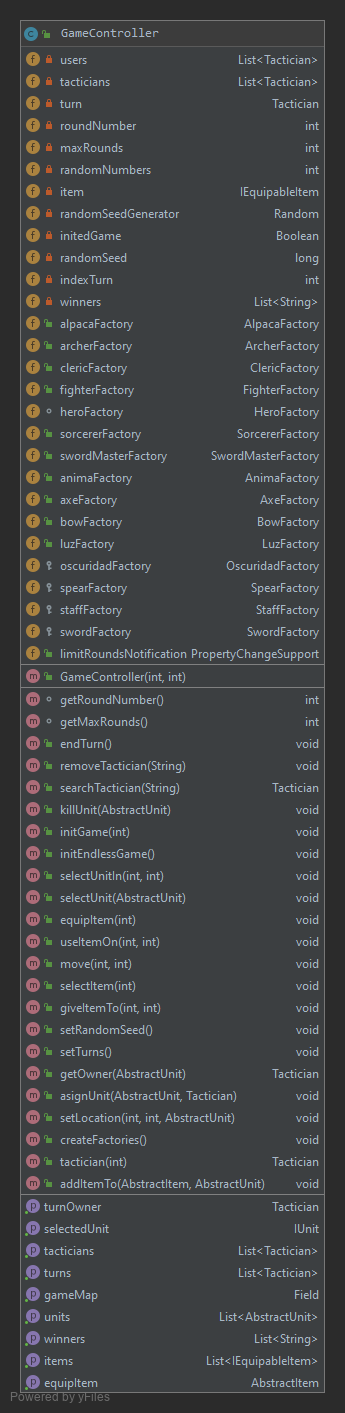 GameController
users List<Tactician>
tacticians List<Tactician>
turn Tactician
roundNumber int
maxRounds int
randomNumbers int
item IEquipableItem
randomSeedGenerator Random
initedGame Boolean
randomSeed long
indexTurn int
winners List<String>
alpacaFactory AlpacaFactory
archerFactory ArcherFactory
clericFactory ClericFactory
fighterFactory FighterFactory
heroFactory HeroFactory
sorcererFactory SorcererFactory
swordMasterFactory SwordMasterFactory
animaFactory AnimaFactory
axeFactory AxeFactory
bowFactory BowFactory
luzFactory LuzFactory
oscuridadFactory OscuridadFactory
spearFactory SpearFactory
staffFactory StaffFactory
swordFactory SwordFactory
limitRoundsNotification PropertyChangeSupport
GameController(int, int)
getRoundNumber() int
getMaxRounds() int
endTurn() void
removeTactician(String) void
searchTactician(String) Tactician
killUnit(AbstractUnit) void
initGame(int) void
initEndlessGame() void
selectUnitIn(int, int) void
selectUnit(AbstractUnit) void
equipItem(int) void
useItemOn(int, int) void
move(int, int) void
selectItem(int) void
giveItemTo(int, int) void
setRandomSeed() void
setTurns() void
getOwner(AbstractUnit) Tactician
asignUnit(AbstractUnit, Tactician) void
setLocation(int, int, AbstractUnit) void
createFactories() void
tactician(int) Tactician
addItemTo(AbstractItem, AbstractUnit) void
turnOwner Tactician
selectedUnit IUnit
tacticians List<Tactician>
turns List<Tactician>
gameMap Field
units List<AbstractUnit>
winners List<String>
items List<IEquipableItem>
equipItem AbstractItem
Powered by yFiles